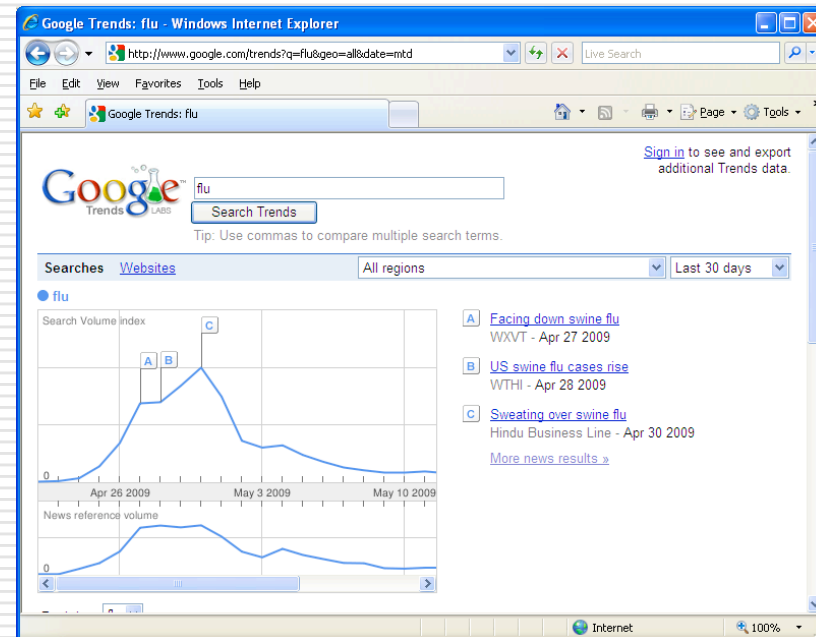 Google Trends: flu - Windows Internet Explorer
http://www.google.com/trends?q=flu&geo=all&date=mtd
Live Search
File Edit View Favorites Tools Help
Google Trends: flu
Page Tools
Sign in to see and export
additional Trends data.
Google™
Trends LABS
flu
Search Trends
Tip: Use commas to compare multiple search terms.
Searches Websites
All regions
Last 30 days
flu
Search Volume index
A
B
C
0
Apr 26 2009 May 3 2009 May 10 2009
News reference volume
0
A Facing down swine flu
WXVT - Apr 27 2009
B US swine flu cases rise
WTHI - Apr 28 2009
C Sweating over swine flu
Hindu Business Line - Apr 30 2009
More news results »
Internet
100%